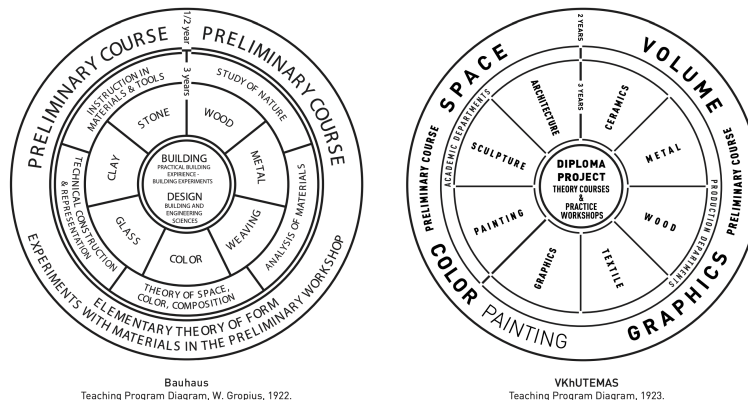 PRELIMINARY COURSE
1/2 year
PRELIMINARY COURSE
3 years
INSTRUCTION IN
MATERIALS & TOOLS
STUDY OF NATURE
STONE
WOOD
CLAY
METAL
BUILDING
PRACTICAL BUILDING
EXPIRIENCE -
BUILDING EXPERIMENTS
DESIGN
BUILDING AND
ENGINEERING
SCIENCES
TECHNICAL CONSTRUCTION
& REPRESENTATION
ANALYSIS OF MATERIALS
GLASS
WEAVING
COLOR
THEORY OF SPACE,
COLOR, COMPOSITION
ELEMENTARY THEORY OF FORM
EXPERIMENTS WITH MATERIALS IN THE PRELIMINARY WORKSHOP
Bauhaus
Teaching Program Diagram, W. Gropius, 1922.
2 YEARS
SPACE
VOLUME
3 YEARS
ARCHITECTURE
CERAMICS
ACADEMIC DEPARTMENTS
SCULPTURE
METAL
PRELIMINARY COURSE
PRELIMINARY COURSE
DIPLOMA
PROJECT
THEORY COURSES
&
PRACTICE
WORKSHOPS
PAINTING
WOOD
PRODUCTION DEPARTMENTS
GRAPHICS
TEXTILE
COLOR PAINTING
GRAPHICS
VKhUTEMAS
Teaching Program Diagram, 1923.